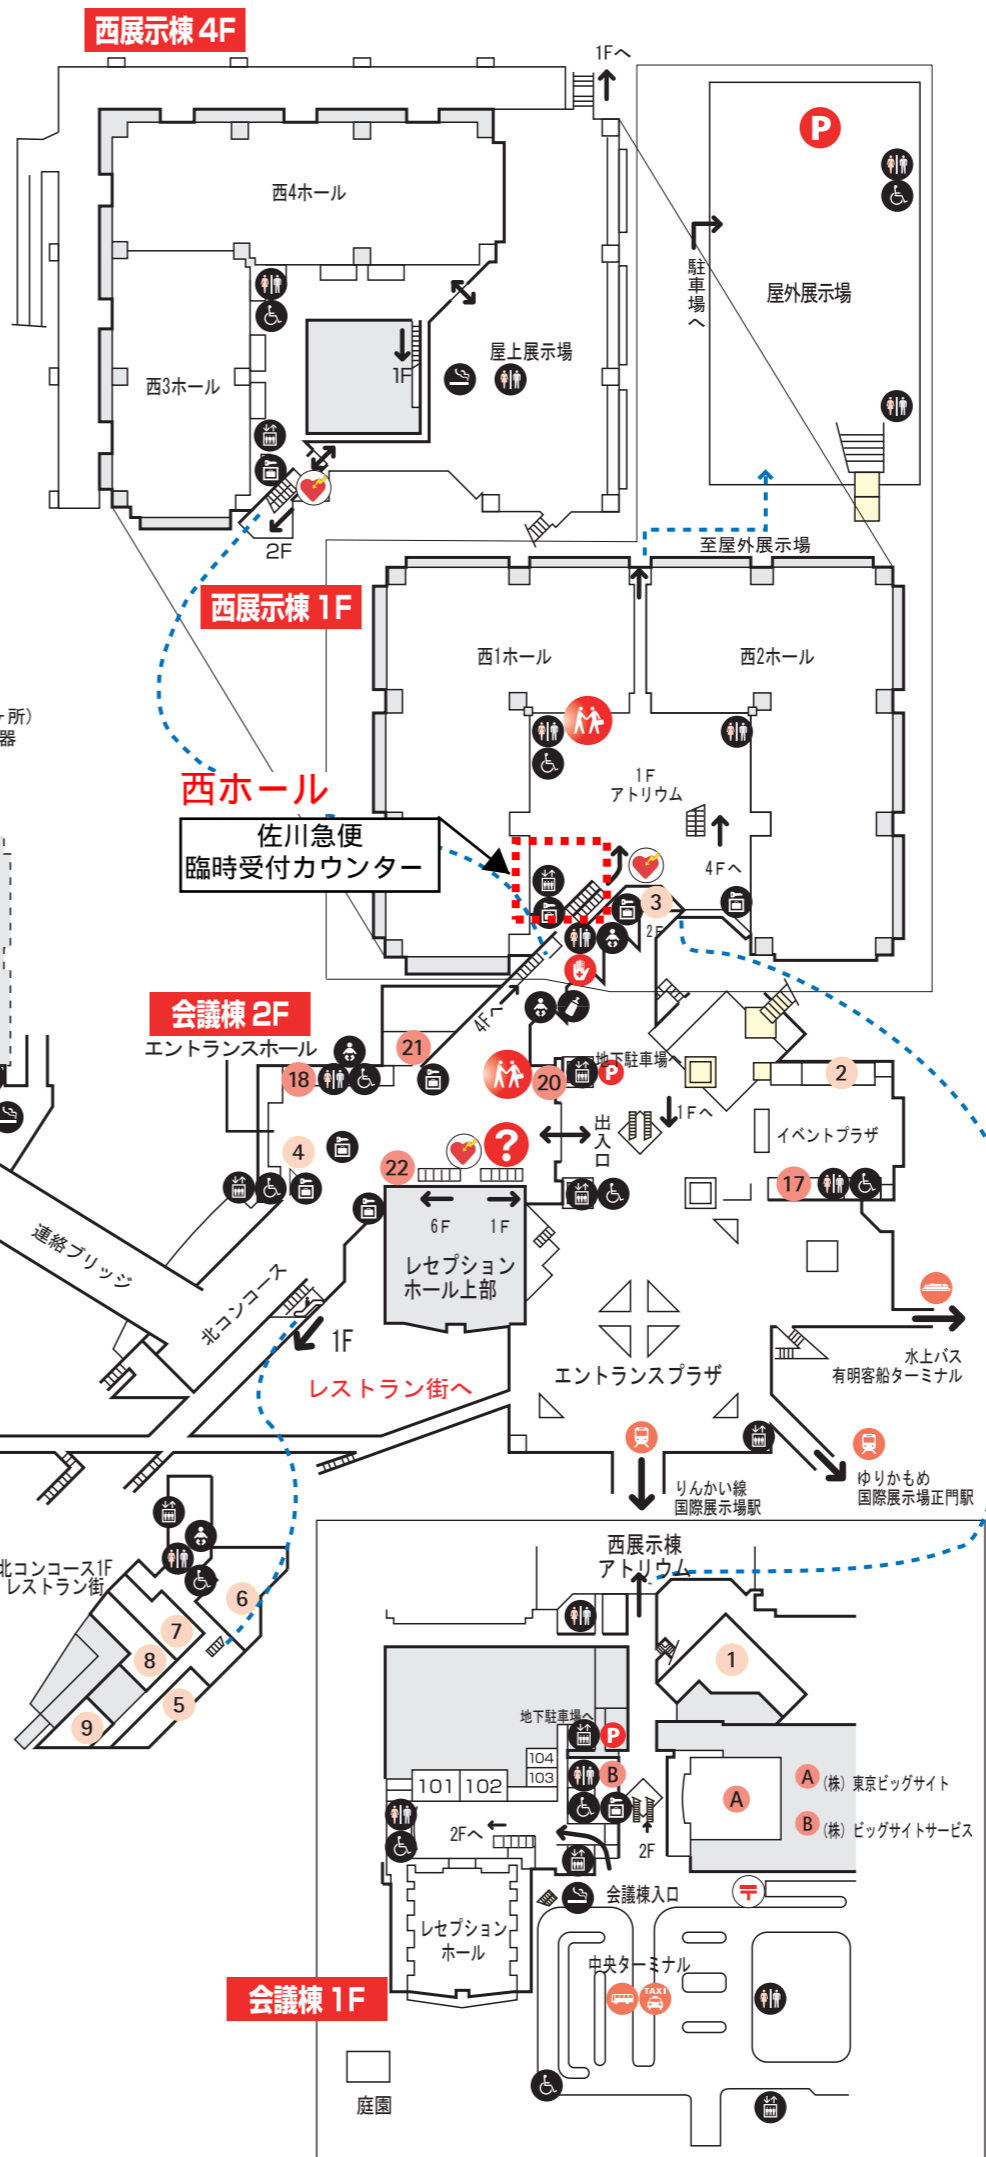 西展示棟 4F
1Fへ
P
西4ホール
駐車場へ
屋外展示場
屋上展示場
1F
西3ホール
2F
至屋外展示場
西展示棟 1F
西1ホール
西2ホール
ヶ所)
器
1F
アトリウム
西ホール
佐川急便
臨時受付カウンター
4Fへ
3
2F
4Fへ
会議棟 2F
エントランスホール
21
18
20
地下駐車場へ
P
2
1Fへ
出入口
イベントプラザ
4
?
22
17
6F
1F
レセプション
ホール上部
連絡ブリッジ
北コンコース
1F
エントランスプラザ
水上バス
有明客船ターミナル
レストラン街へ
りんかい線
国際展示場駅
ゆりかもめ
国際展示場正門駅
北コンコース1F
レストラン街
6
7
8
5
9
西展示棟
アトリウム
1
地下駐車場へ
P
104
103
101
102
B
A
A (株) 東京ビッグサイト
B (株) ビッグサイトサービス
2Fへ
2F
会議棟入口
〒
レセプション
ホール
中央ターミナル
TAXI
会議棟 1F
庭園